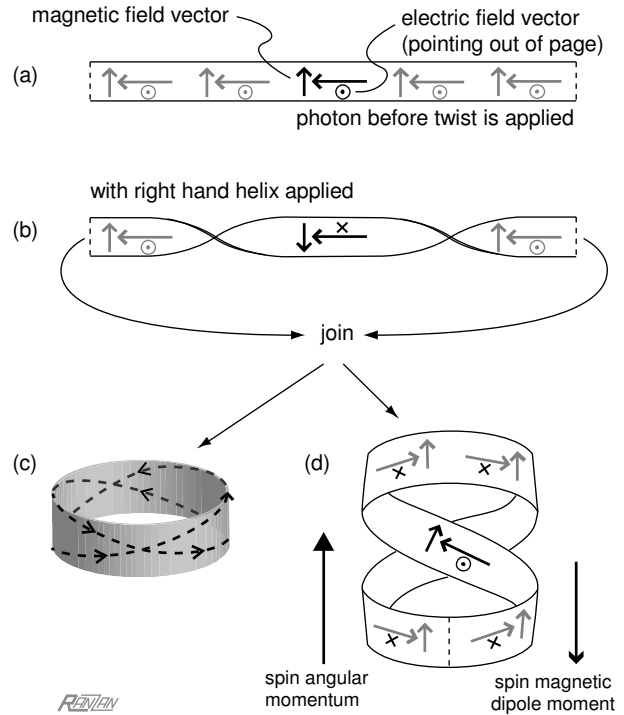 magnetic field vector
electric field vector
(pointing out of page)
(a)
photon before twist is applied
with right hand helix applied
(b)
join
(c)
(d)
spin angular
momentum
spin magnetic
dipole moment
RANZAN